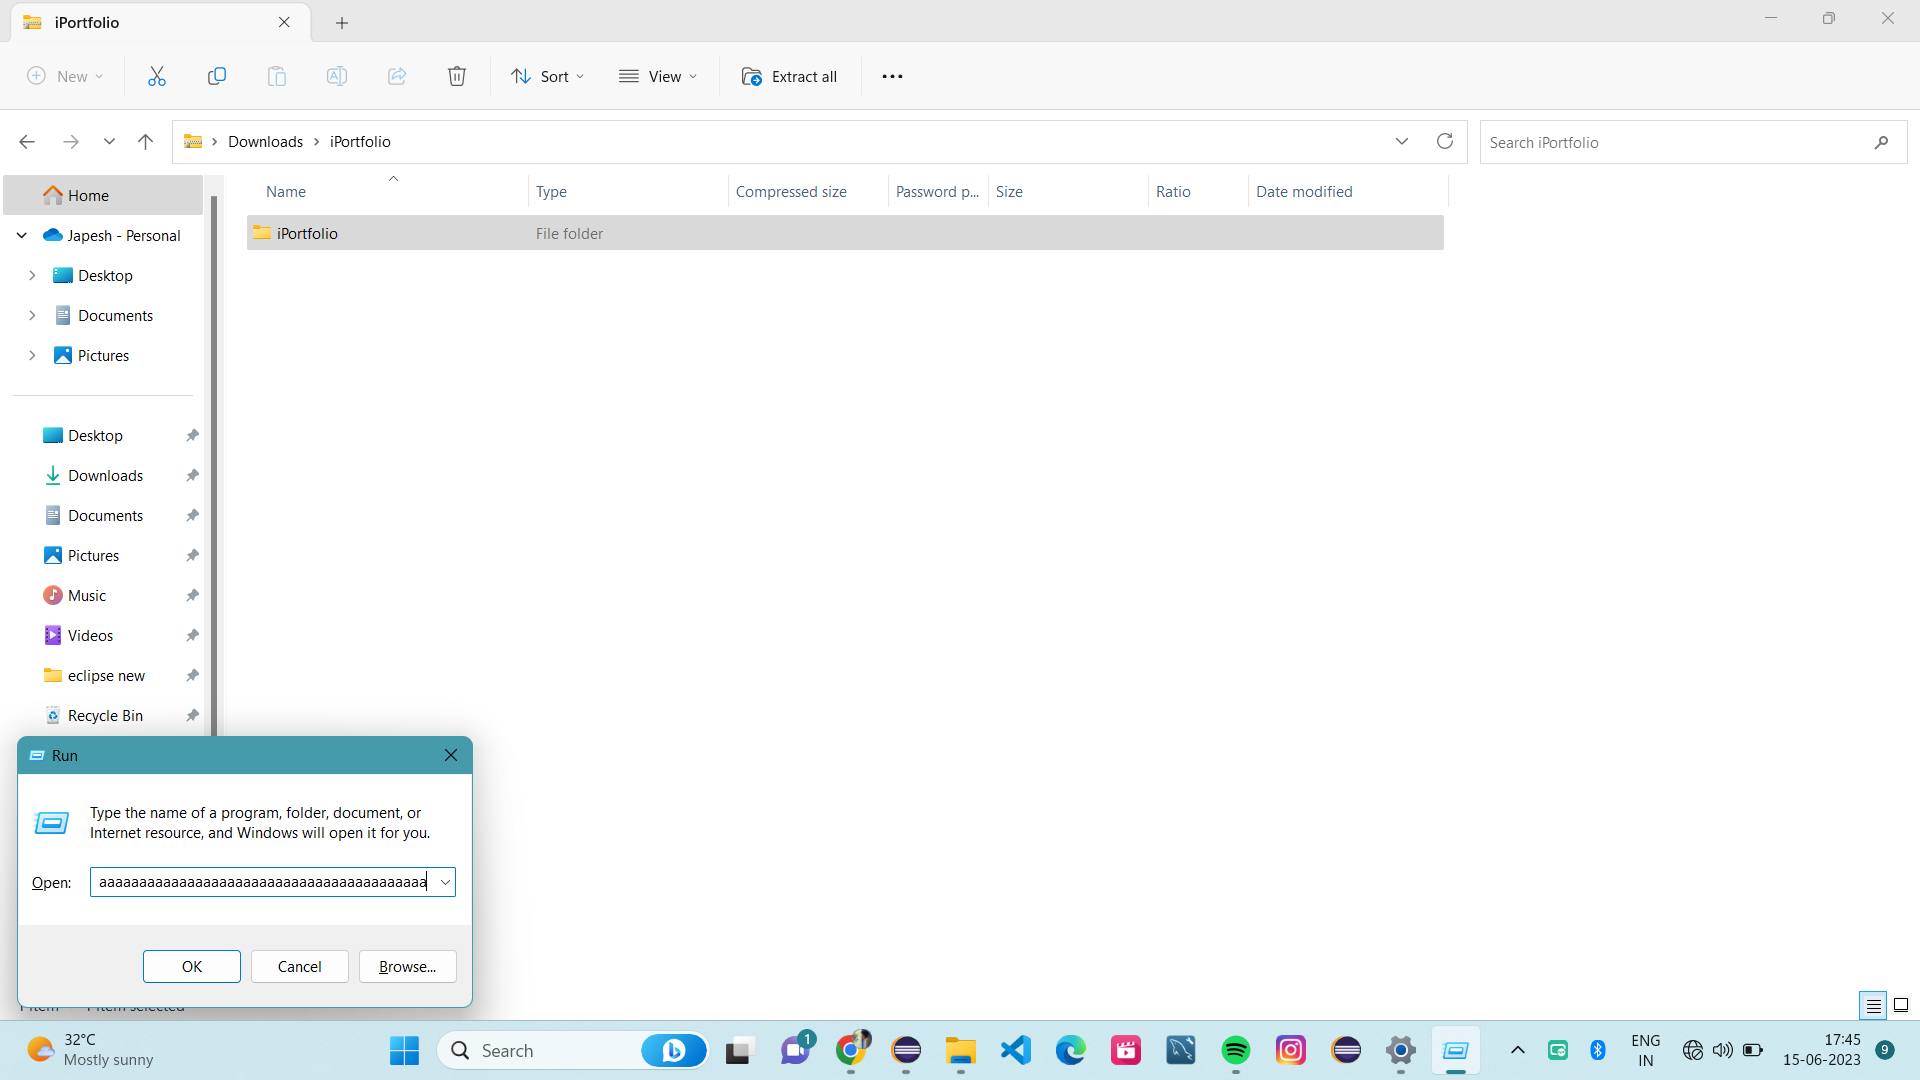 iPortfolio
New
Sort
View
Extract all
Downloads
iPortfolio
Search iPortfolio
Name
Type
Compressed size
Password p...
Size
Ratio
Date modified
iPortfolio
File folder
Home
Japesh - Personal
Desktop
Documents
Pictures
Desktop
Downloads
Documents
Pictures
Music
Videos
eclipse new
Recycle Bin
Run
Type the name of a program, folder, document, or
Internet resource, and Windows will open it for you.
Open:
OK
Cancel
Browse...
32°C
Mostly sunny
Search
1
ENG
IN
17:45
15-06-2023
9